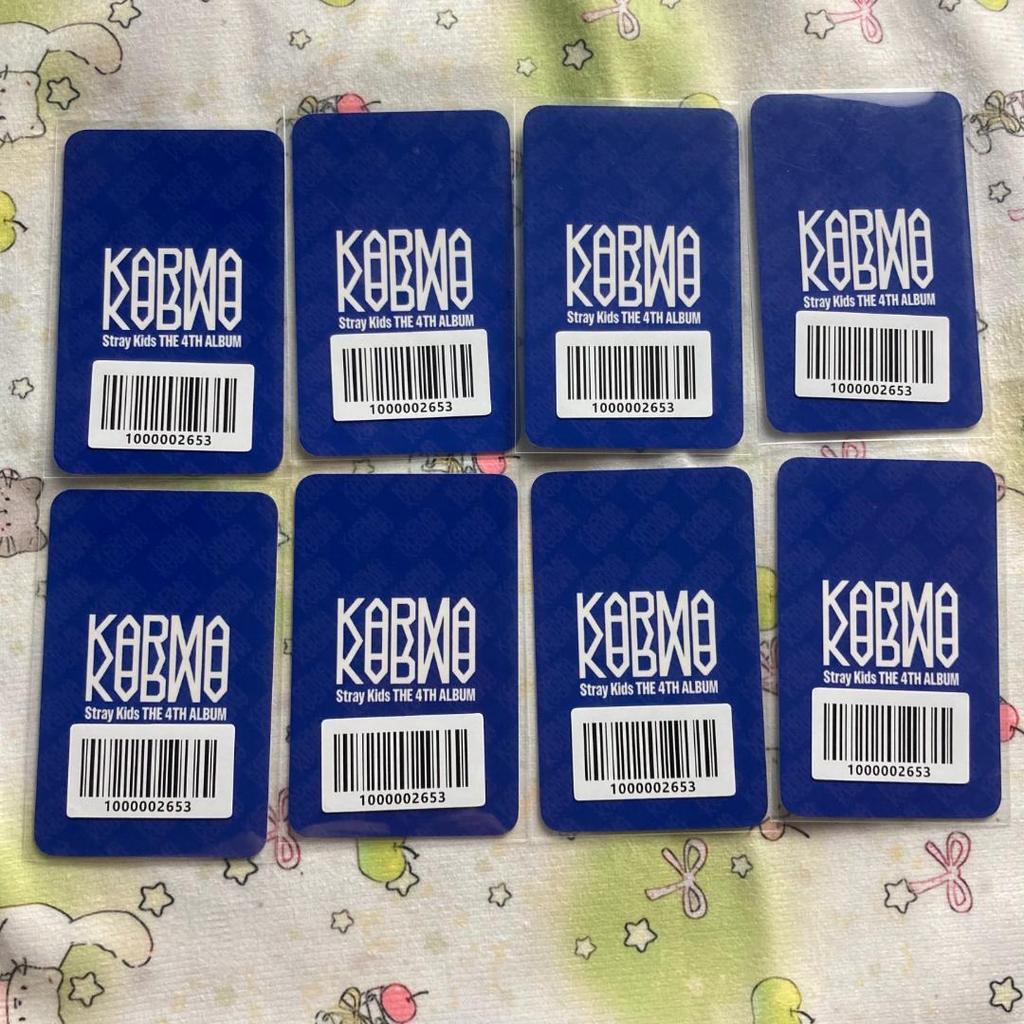 KARMA
Stray Kids THE 4TH ALBUM
1000002653
KARMA
Stray Kids THE 4TH ALBUM
1000002653
KARMA
Stray Kids THE 4TH ALBUM
1000002653
KARMA
Stray Kids THE 4TH ALBUM
1000002653
KARMA
Stray Kids THE 4TH ALBUM
1000002653
KARMA
Stray Kids THE 4TH ALBUM
1000002653
KARMA
Stray Kids THE 4TH ALBUM
1000002653
KARMA
Stray Kids THE 4TH ALBUM
1000002653